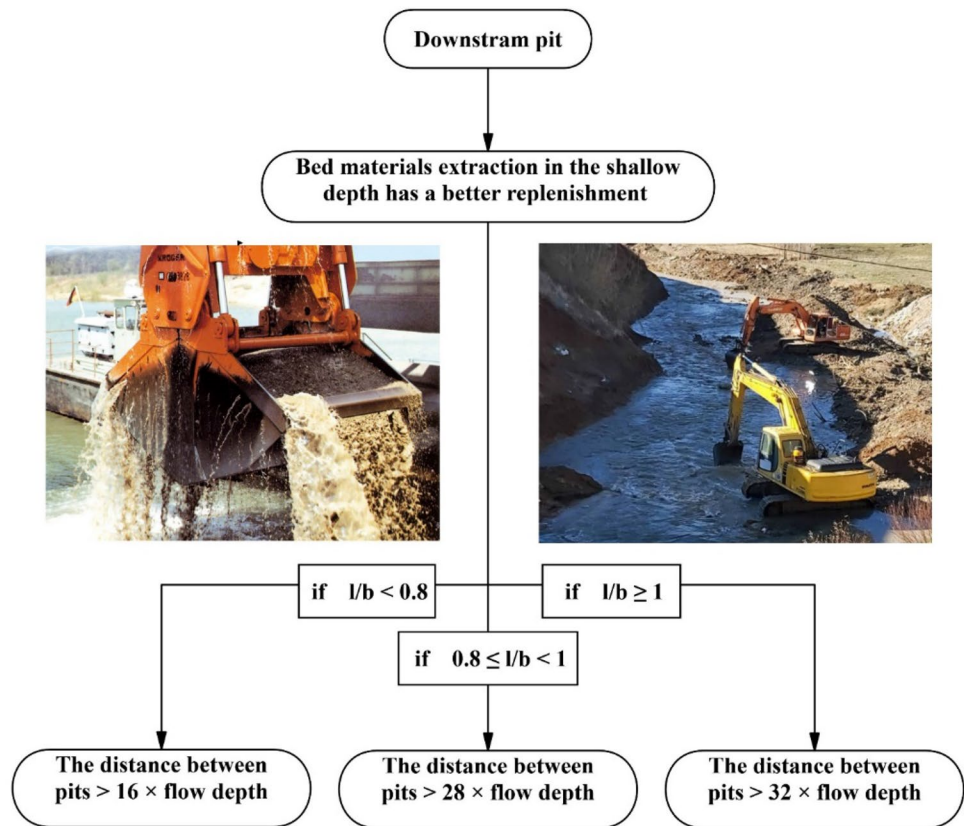 Downstram pit
Bed materials extraction in the shallow
depth has a better replenishment
KRÖGER
if l/b < 0.8
if l/b ≥ 1
if 0.8 ≤ l/b < 1
The distance between
pits > 16 × flow depth
The distance between
pits > 28 × flow depth
The distance between
pits > 32 × flow depth